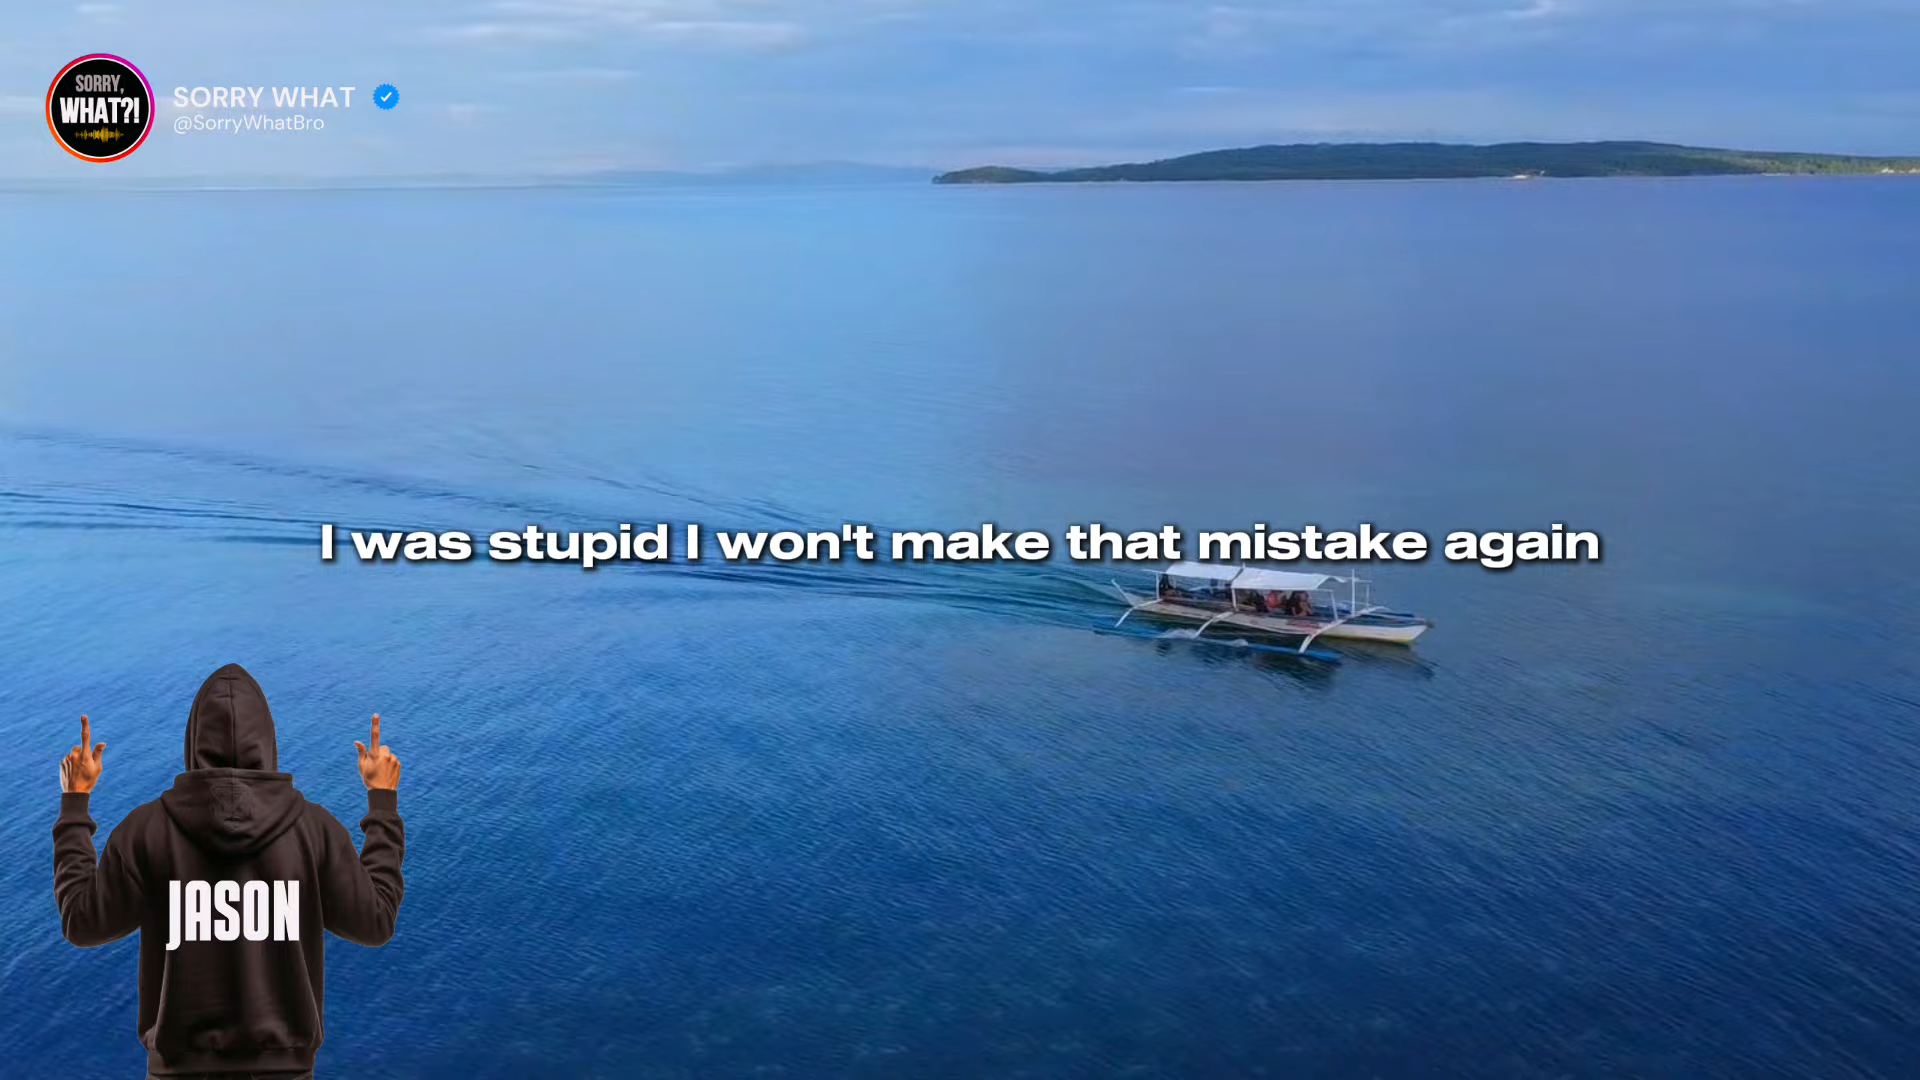 SORRY,
WHAT?!
SORRY WHAT
@SorryWhatBro
I was stupid I won't make that mistake again
JASON